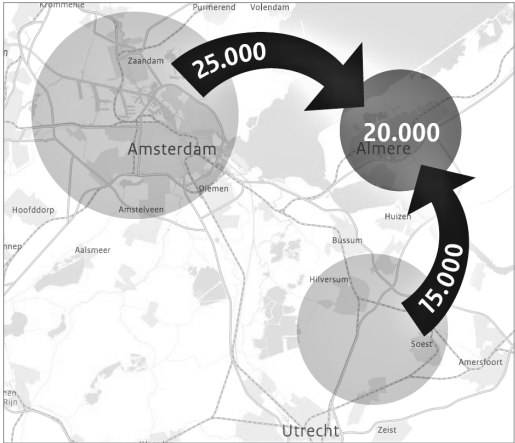 Krommenie
Purmerend
Volendam
Zaandam
25.000
20.000
Amsterdam
Almere
Diemen
Hoofddorp
Amstelveen
Huizen
Bussum
Aalsmeer
15.000
Hilversum
Soest
Amersfoort
Rijn
Utrecht
Zeist